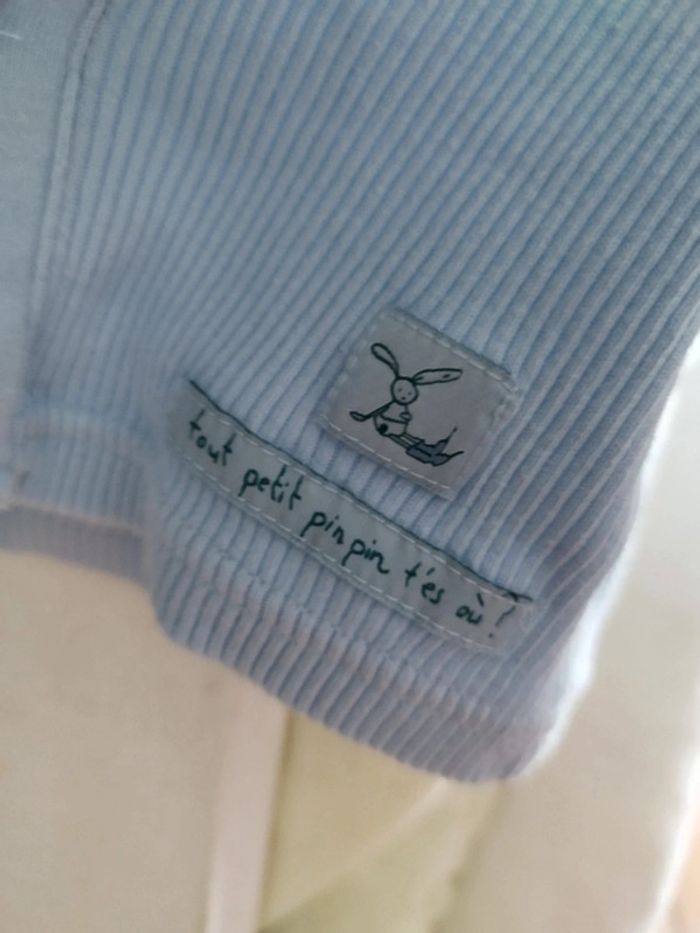 tout petit pinpin t'es où ?